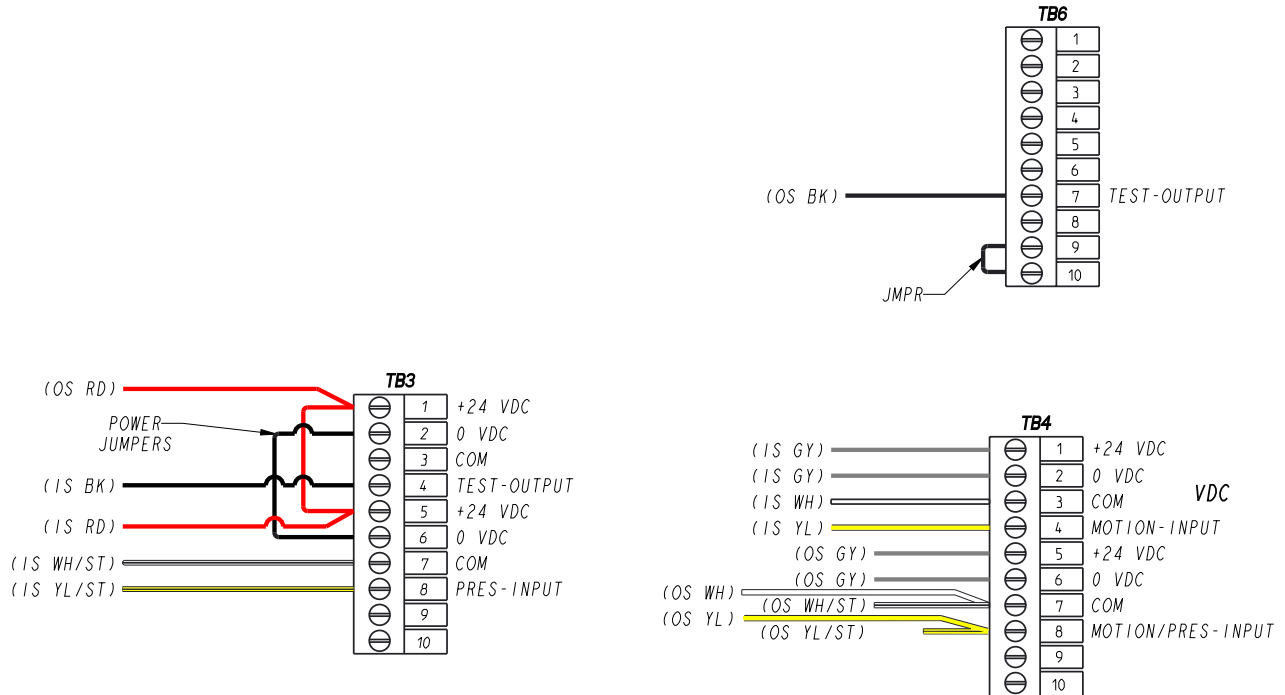 TB6
1
2
3
4
5
6
(OS BK) 7 TEST-OUTPUT
8
9
10
JMPR
TB3
(OS RD)
1 +24 VDC
POWER
JUMPERS
2 0 VDC
3 COM
(IS BK) 4 TEST-OUTPUT
5 +24 VDC
(IS RD)
6 0 VDC
(IS WH/ST) 7 COM
(IS YL/ST) 8 PRES-INPUT
9
10
TB4
(IS GY) 1 +24 VDC
(IS GY) 2 0 VDC
VDC
(IS WH) 3 COM
(IS YL) 4 MOTION-INPUT
(OS GY) 5 +24 VDC
(OS GY) 6 0 VDC
(OS WH)
(OS WH/ST) 7 COM
(OS YL)
(OS YL/ST) 8 MOTION/PRES-INPUT
9
10